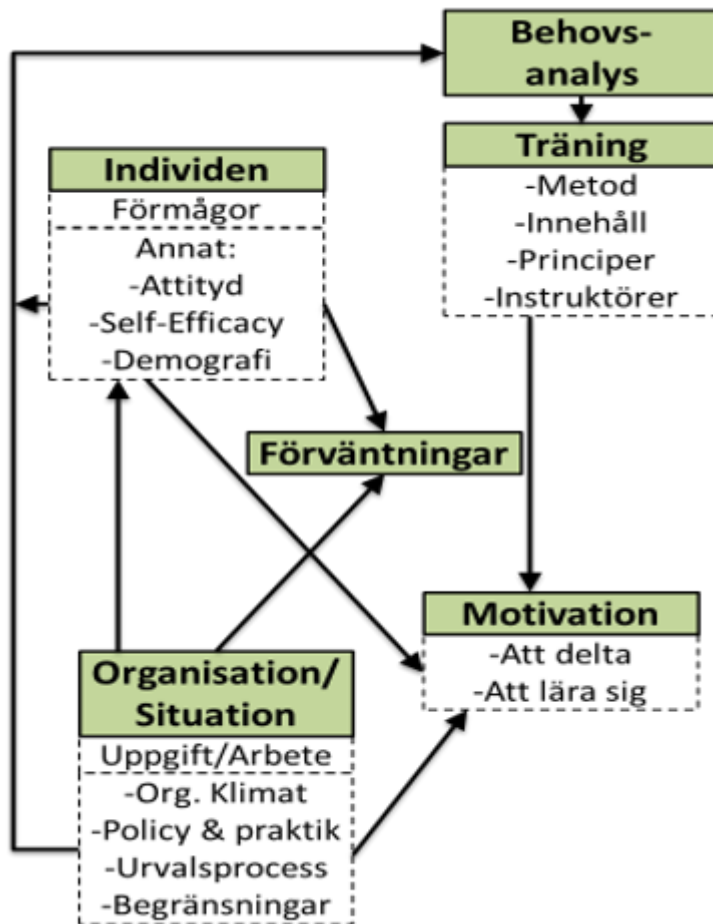 Behovs-
analys
Träning
-Metod
-Innehåll
-Principer
-Instruktörer
Individen
Förmågor
Annat:
-Attityd
-Self-Efficacy
-Demografi
Förväntningar
Motivation
-Att delta
-Att lära sig
Organisation/
Situation
Uppgift/Arbete
-Org. Klimat
-Policy & praktik
-Urvalsprocess
-Begränsningar